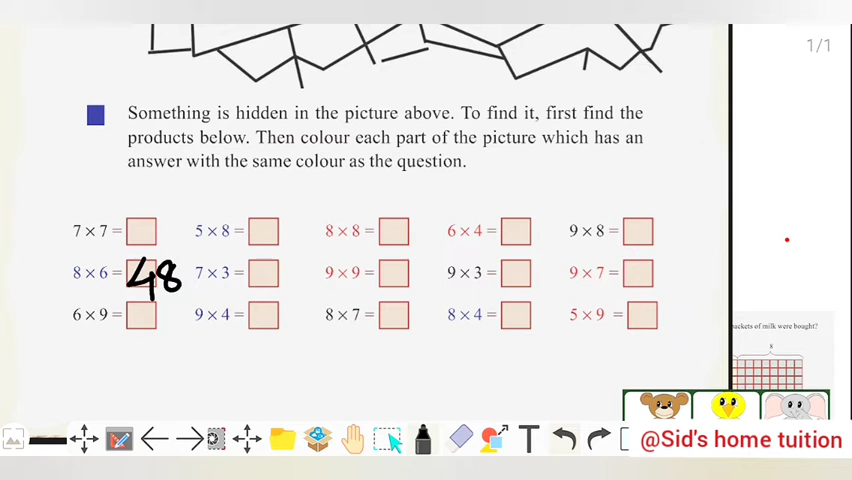 1/1
Something is hidden in the picture above. To find it, first find the
products below. Then colour each part of the picture which has an
answer with the same colour as the question.
7 × 7 = 5 × 8 = 8 × 8 = 6 × 4 = 9 × 8 =
8 × 6 = 48 7 × 3 = 9 × 9 = 9 × 3 = 9 × 7 =
6 × 9 = 9 × 4 = 8 × 7 = 8 × 4 = 5 × 9 =
packets of milk were bought?
8
T
@Sid's home tuition